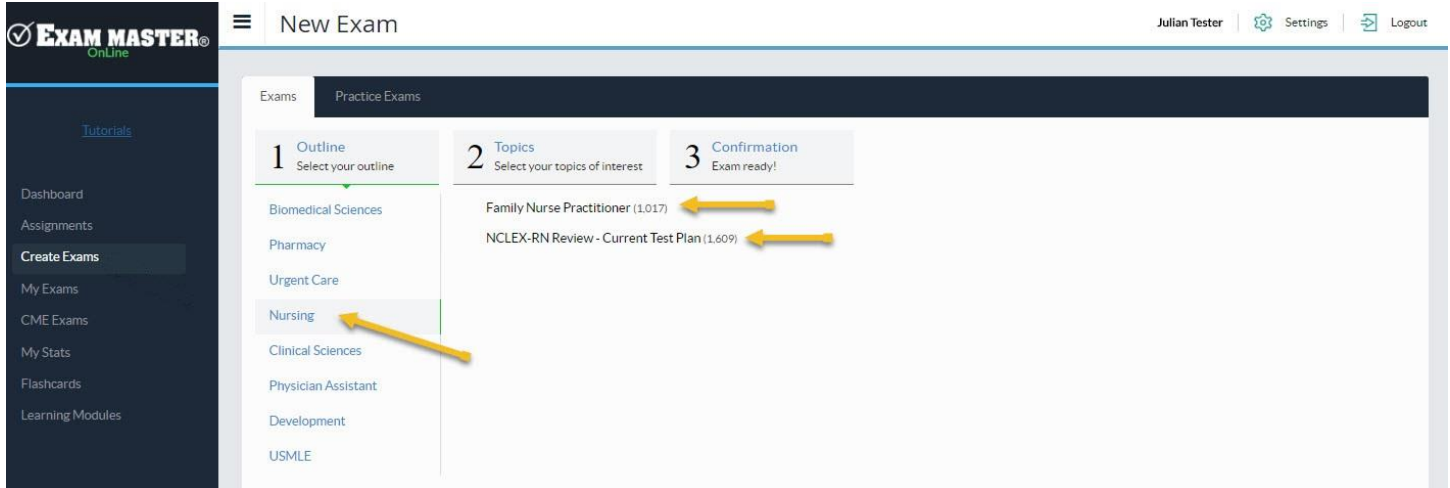 EXAM MASTER®
OnLine
New Exam
Julian Tester
Settings
Logout
Tutorials
Dashboard
Assignments
Create Exams
My Exams
CME Exams
My Stats
Flashcards
Learning Modules
Exams
Practice Exams
1
Outline
Select your outline
2
Topics
Select your topics of interest
3
Confirmation
Exam ready!
Biomedical Sciences
Pharmacy
Urgent Care
Nursing
Clinical Sciences
Physician Assistant
Development
USMLE
Family Nurse Practitioner (1,017)
NCLEX-RN Review - Current Test Plan (1,609)